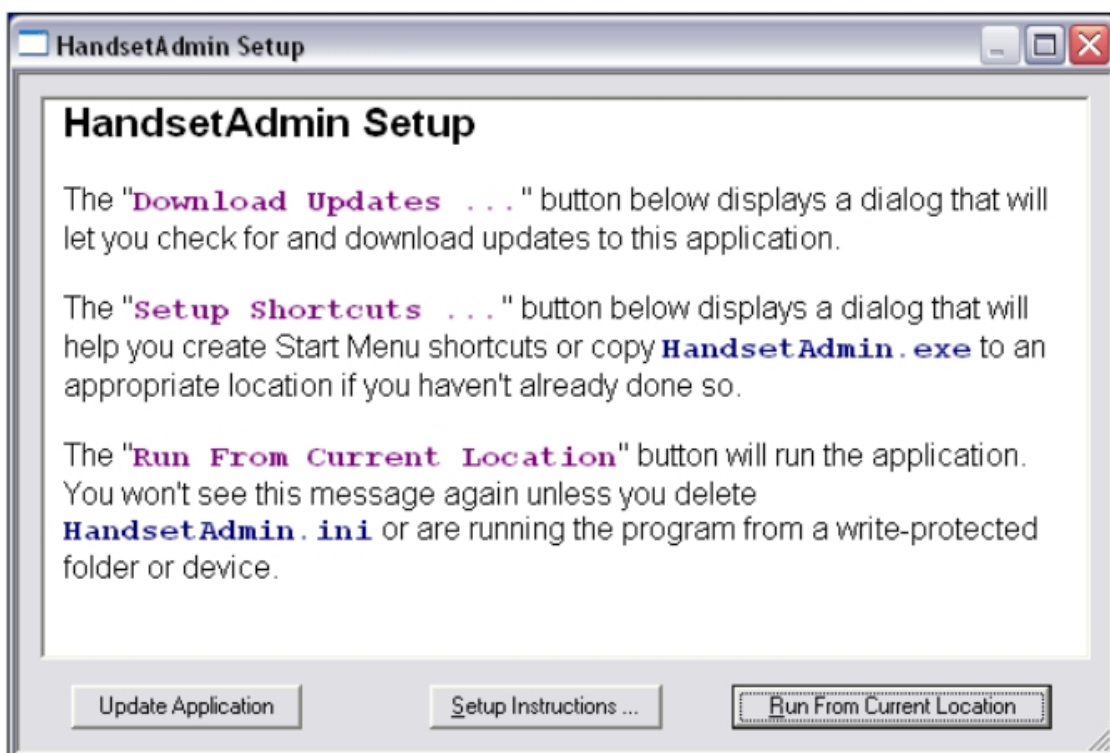 HandsetAdmin Setup
HandsetAdmin Setup
The "Download Updates ..." button below displays a dialog that will
let you check for and download updates to this application.
The "Setup Shortcuts ..." button below displays a dialog that will
help you create Start Menu shortcuts or copy HandsetAdmin.exe to an
appropriate location if you haven't already done so.
The "Run From Current Location" button will run the application.
You won't see this message again unless you delete
HandsetAdmin.ini or are running the program from a write-protected
folder or device.
Update Application Setup Instructions ... Run From Current Location